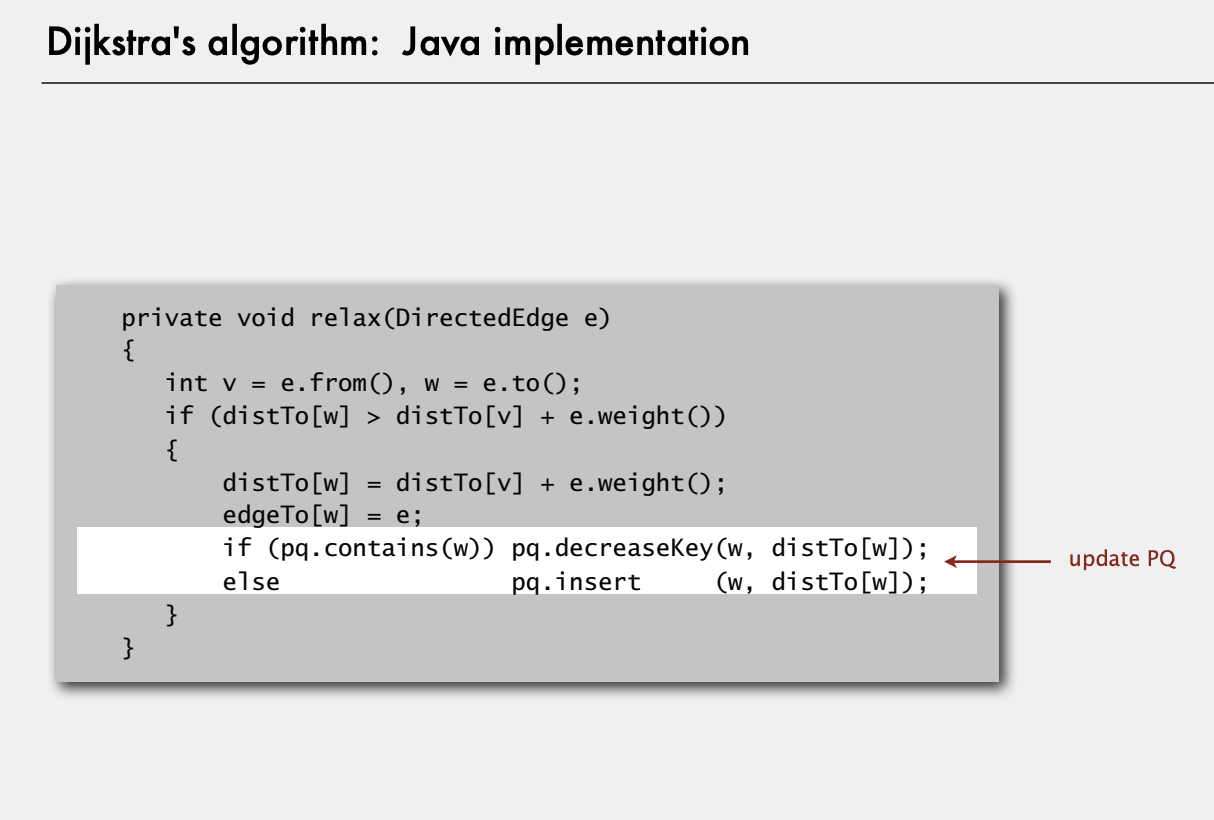 Dijkstra's algorithm:  Java implementation
private void relax(DirectedEdge e)
{
   int v = e.from(), w = e.to();
   if (distTo[w] > distTo[v] + e.weight())
   {
       distTo[w] = distTo[v] + e.weight();
       edgeTo[w] = e;
       if (pq.contains(w)) pq.decreaseKey(w, distTo[w]);
       else                pq.insert     (w, distTo[w]);
   }
}
update PQ